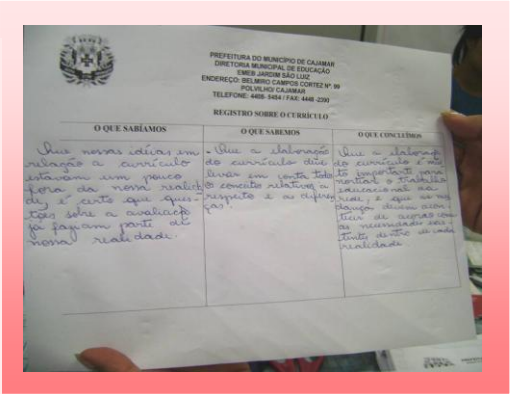 PREFEITURA DO MUNICÍPIO DE CAJAMAR
DIRETORIA MUNICIPAL DE EDUCAÇÃO
EMEB JARDIM SÃO LUIZ
ENDEREÇO: BELMIRO CAMPOS CORTEZ Nº. 99
POLVILHO/ CAJAMAR
TELEFONE: 4408- 5454 / FAX: 4448 -2390
REGISTRO SOBRE O CURRÍCULO
O QUE SABÍAMOS
Que nossas idéias em
relação a currículo
estavam um pouco
fora da nossa realida
de, é certo que ques-
tões sobre a avaliação
já faziam parte de
nossa realidade.
O QUE SABEMOS
- Que a elaboração
do currículo deve
levar em conta todo
o conceito relativo a
respeito e as diferen
ças.
O QUE CONCLUÍMOS
Que a elaboração
do currículo é mui
to importante para
nortear o trabalho
educacional da
rede, e que as mu
danças devem acon-
tecer de acordo com
as necessidades exis
tentes dentro de cada
realidade.